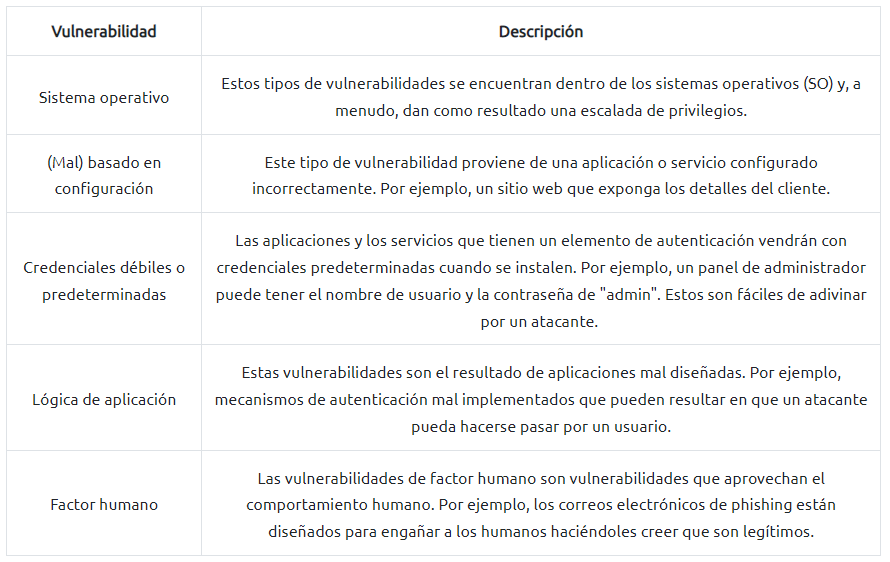 Vulnerabilidad
Descripción
Sistema operativo
Estos tipos de vulnerabilidades se encuentran dentro de los sistemas operativos (SO) y, a
menudo, dan como resultado una escalada de privilegios.
(Mal) basado en
configuración
Este tipo de vulnerabilidad proviene de una aplicación o servicio configurado
incorrectamente. Por ejemplo, un sitio web que exponga los detalles del cliente.
Credenciales débiles o
predeterminadas
Las aplicaciones y los servicios que tienen un elemento de autenticación vendrán con
credenciales predeterminadas cuando se instalen. Por ejemplo, un panel de administrador
puede tener el nombre de usuario y la contraseña de "admin". Estos son fáciles de adivinar
por un atacante.
Lógica de aplicación
Estas vulnerabilidades son el resultado de aplicaciones mal diseñadas. Por ejemplo,
mecanismos de autenticación mal implementados que pueden resultar en que un atacante
pueda hacerse pasar por un usuario.
Factor humano
Las vulnerabilidades de factor humano son vulnerabilidades que aprovechan el
comportamiento humano. Por ejemplo, los correos electrónicos de phishing están
diseñados para engañar a los humanos haciéndoles creer que son legítimos.